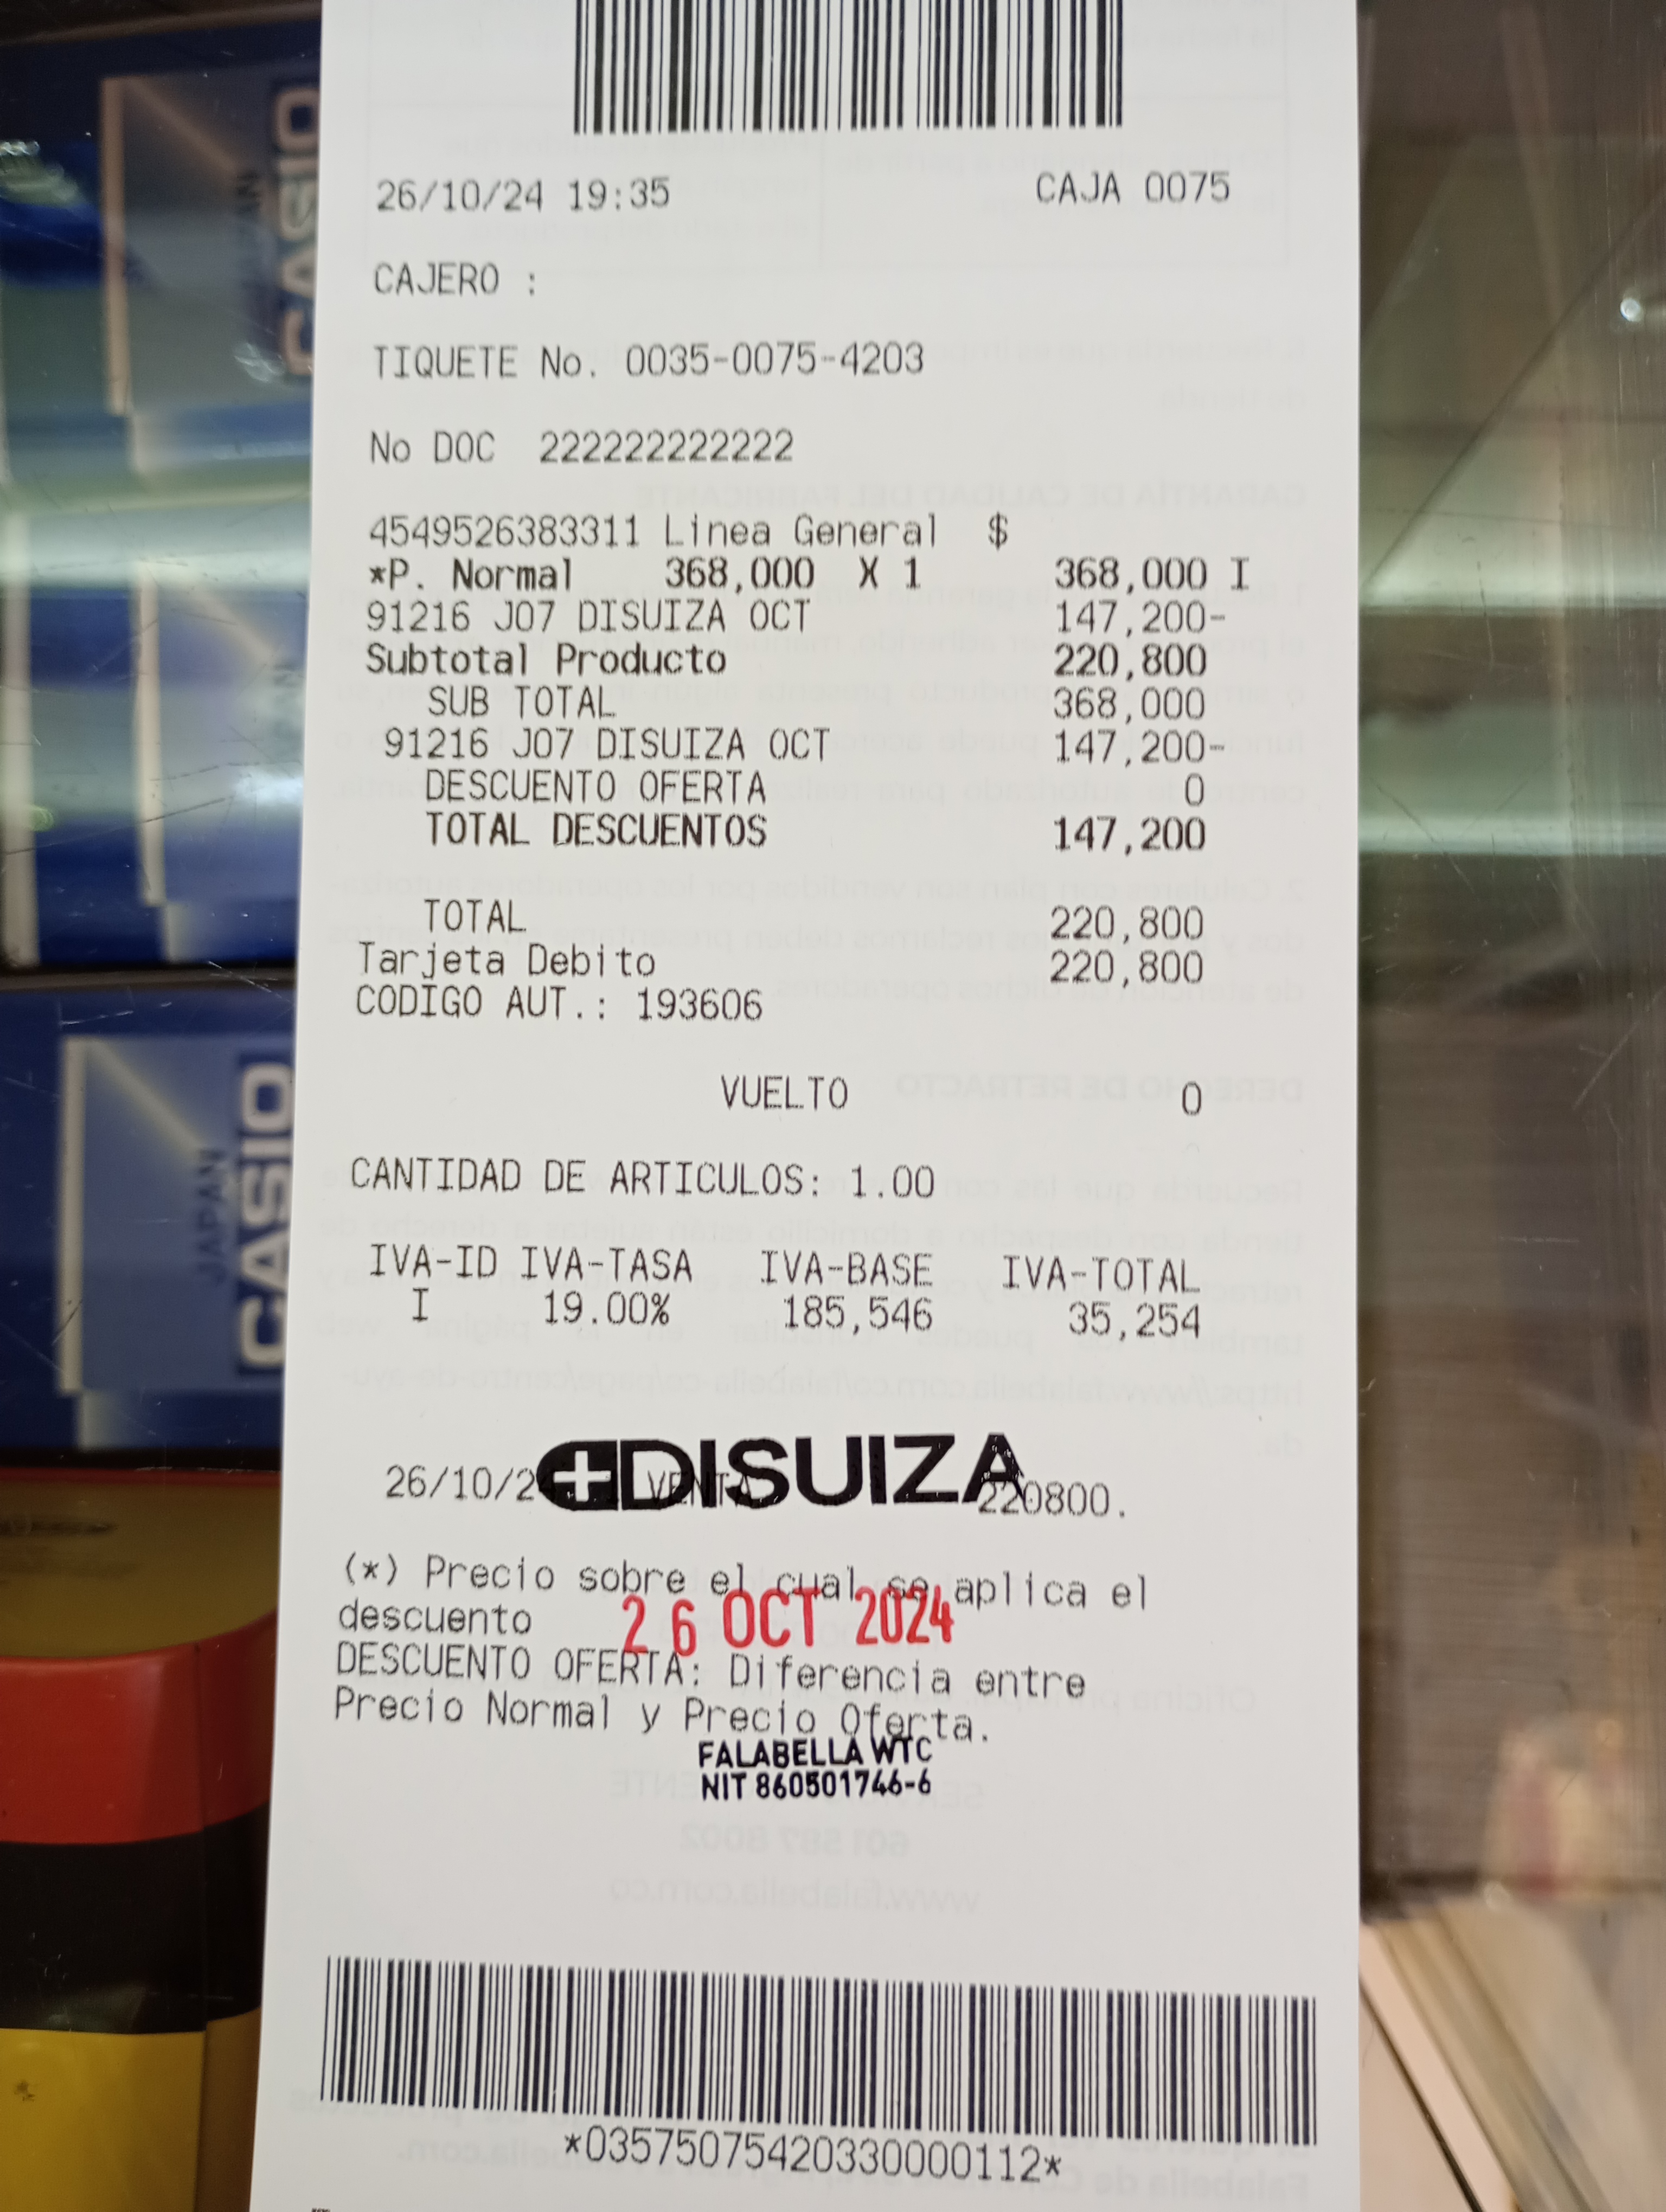 26/10/24 19:35 CAJA 0075
CAJERO :
TIQUETE No. 0035-0075-4203
No DOC 222222222222
4549526383311 Linea General $
*P. Normal 368,000 X 1 368,000 I
91216 J07 DISUIZA OCT 147,200-
Subtotal Producto 220,800
SUB TOTAL 368,000
91216 J07 DISUIZA OCT 147,200-
DESCUENTO OFERTA 0
TOTAL DESCUENTOS 147,200
TOTAL 220,800
Tarjeta Debito 220,800
CODIGO AUT.: 193606
VUELTO 0
CANTIDAD DE ARTICULOS: 1.00
IVA-ID IVA-TASA IVA-BASE IVA-TOTAL
I 19.00% 185,546 35,254
DISUIZA
26/10/24 VENTA 220800.
(*) Precio sobre el cual se aplica el
descuento
26 OCT 2024
DESCUENTO OFERTA: Diferencia entre
Precio Normal y Precio Oferta.
FALABELLA WTC
NIT 860501746-6
*03575075420330000112*
CASIO
JAPAN
CASIO
JAPAN